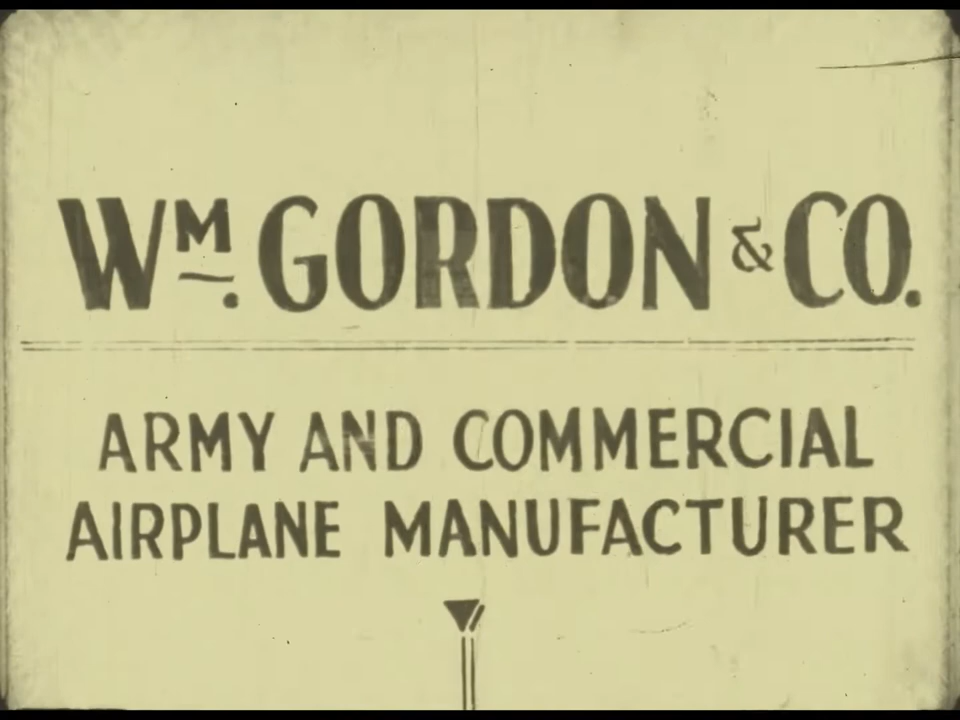 WM. GORDON & CO.
ARMY AND COMMERCIAL
AIRPLANE MANUFACTURER